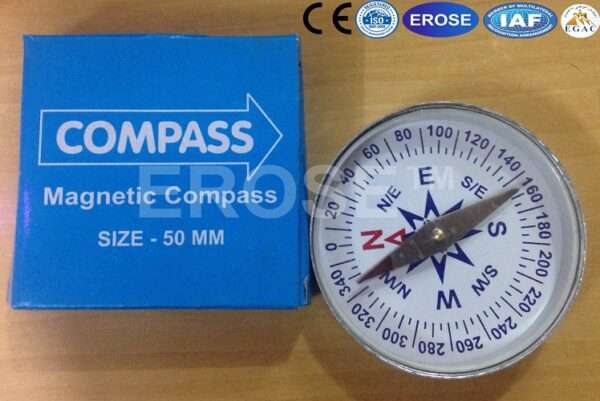 CE
ISO
EROSE
IAF
EGAC
COMPASS
Magnetic Compass
SIZE - 50 MM
EROSE™
0 20 40 60 80 100 120 140 160 180 200 220 240 260 280 300 320 340
N N/E E S/E S S/W W N/W